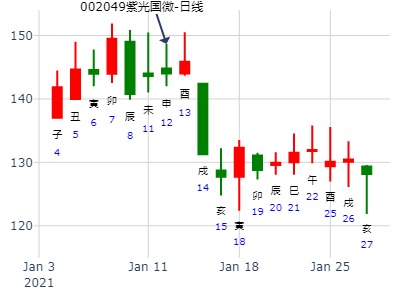 002049紫光国微-日线
150
140
130
120
子
4
丑
5
寅
6
卯
7
辰
8
未
11
申
12
酉
13
戌
14
亥
15
寅
18
卯
19
辰
20
巳
21
午
22
酉
25
戌
26
亥
27
Jan 3
2021
Jan 11
Jan 18
Jan 25